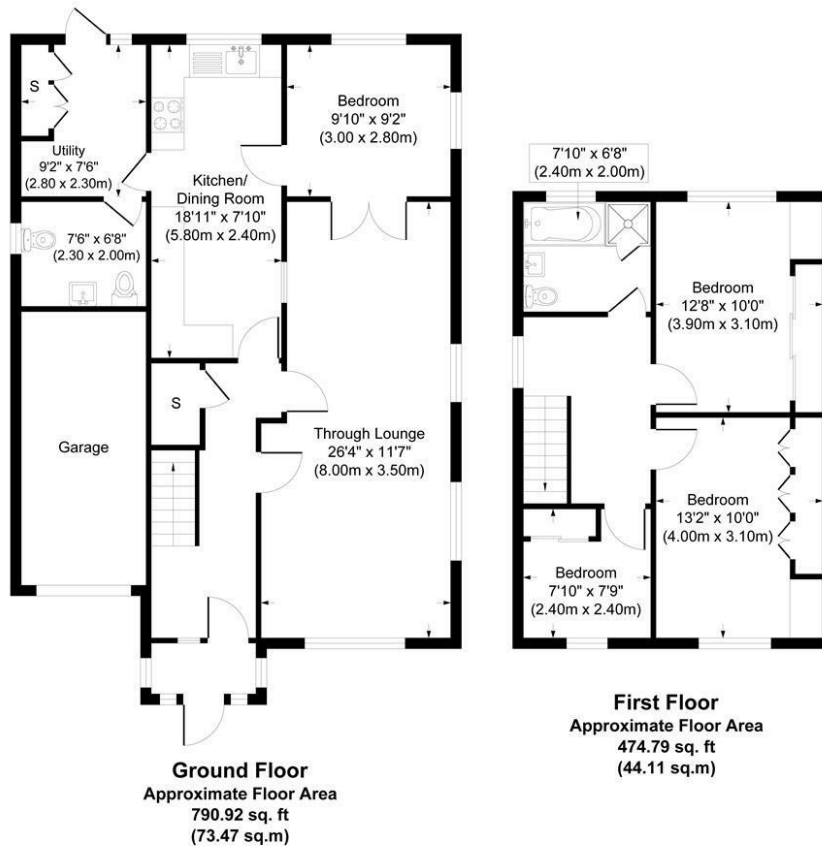 S
Utility
9'2" x 7'6"
(2.80 x 2.30m)
7'6" x 6'8"
(2.30 x 2.00m)
Garage
Kitchen/
Dining Room
18'11" x 7'10"
(5.80m x 2.40m)
S
Bedroom
9'10" x 9'2"
(3.00 x 2.80m)
Through Lounge
26'4" x 11'7"
(8.00m x 3.50m)
Ground Floor
Approximate Floor Area
790.92 sq. ft
(73.47 sq.m)
7'10" x 6'8"
(2.40m x 2.00m)
Bedroom
12'8" x 10'0"
(3.90m x 3.10m)
Bedroom
13'2" x 10'0"
(4.00m x 3.10m)
Bedroom
7'10" x 7'9"
(2.40m x 2.40m)
First Floor
Approximate Floor Area
474.79 sq. ft
(44.11 sq.m)